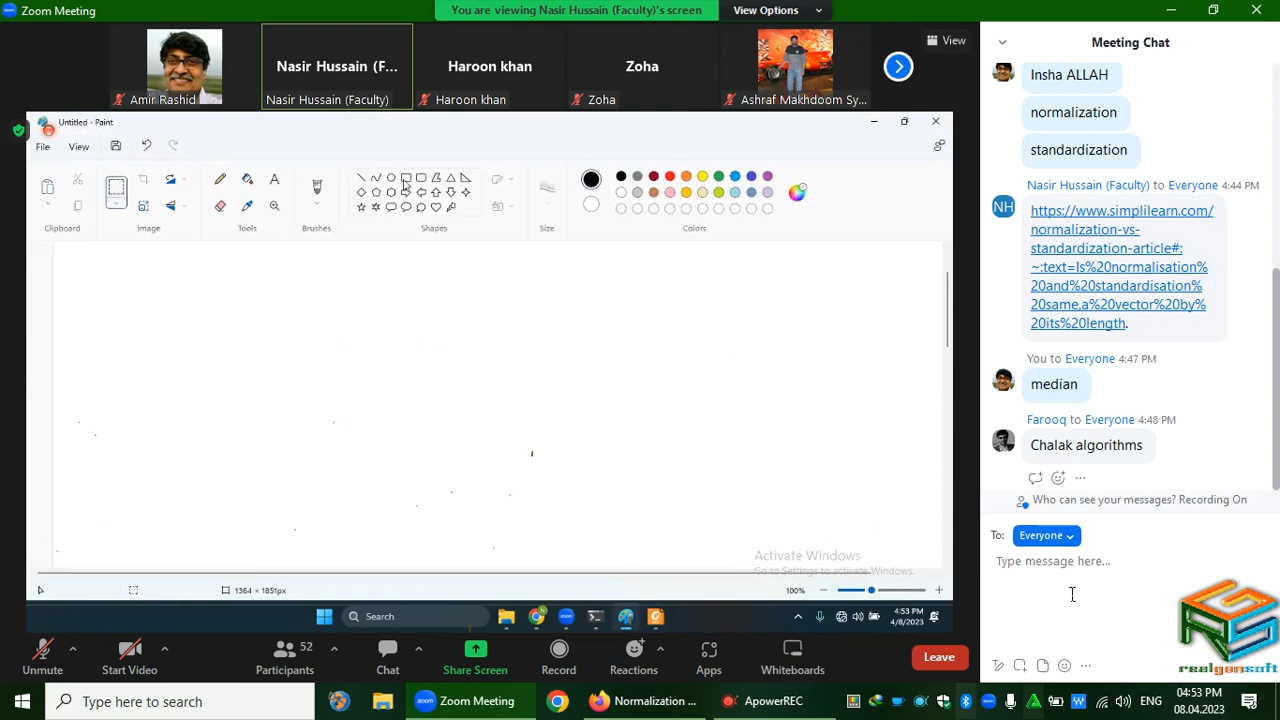 Zoom Meeting
You are viewing Nasir Hussain (Faculty)'s screen
View Options
View
Nasir Hussain (F...
Haroon khan
Zoha
Amir Rashid
Nasir Hussain (Faculty)
Haroon khan
Zoha
Ashraf Makhdoom Sy...
Untitled - Paint
File
View
Clipboard
Image
Tools
Brushes
Shapes
Size
Colors
Activate Windows
Go to Settings to activate Windows.
1364 × 1851px
100%
Search
4:53 PM
4/8/2023
Unmute
Start Video
52
Participants
Chat
Share Screen
Record
Reactions
Apps
Whiteboards
Leave
Meeting Chat
Insha ALLAH
normalization
standardization
Nasir Hussain (Faculty) to Everyone 4:44 PM
NH
https://www.simplilearn.com/
normalization-vs-
standardization-article#:
~:text=Is%20normalisation%
20and%20standardisation%
20same,a%20vector%20by%
20its%20length.
You to Everyone 4:47 PM
median
Farooq to Everyone 4:48 PM
Chalak algorithms
Who can see your messages? Recording On
To: Everyone
Type message here...
realgonsoft
Type here to search
Zoom Meeting
Normalization ...
ApowerREC
ENG
04:53 PM
08.04.2023